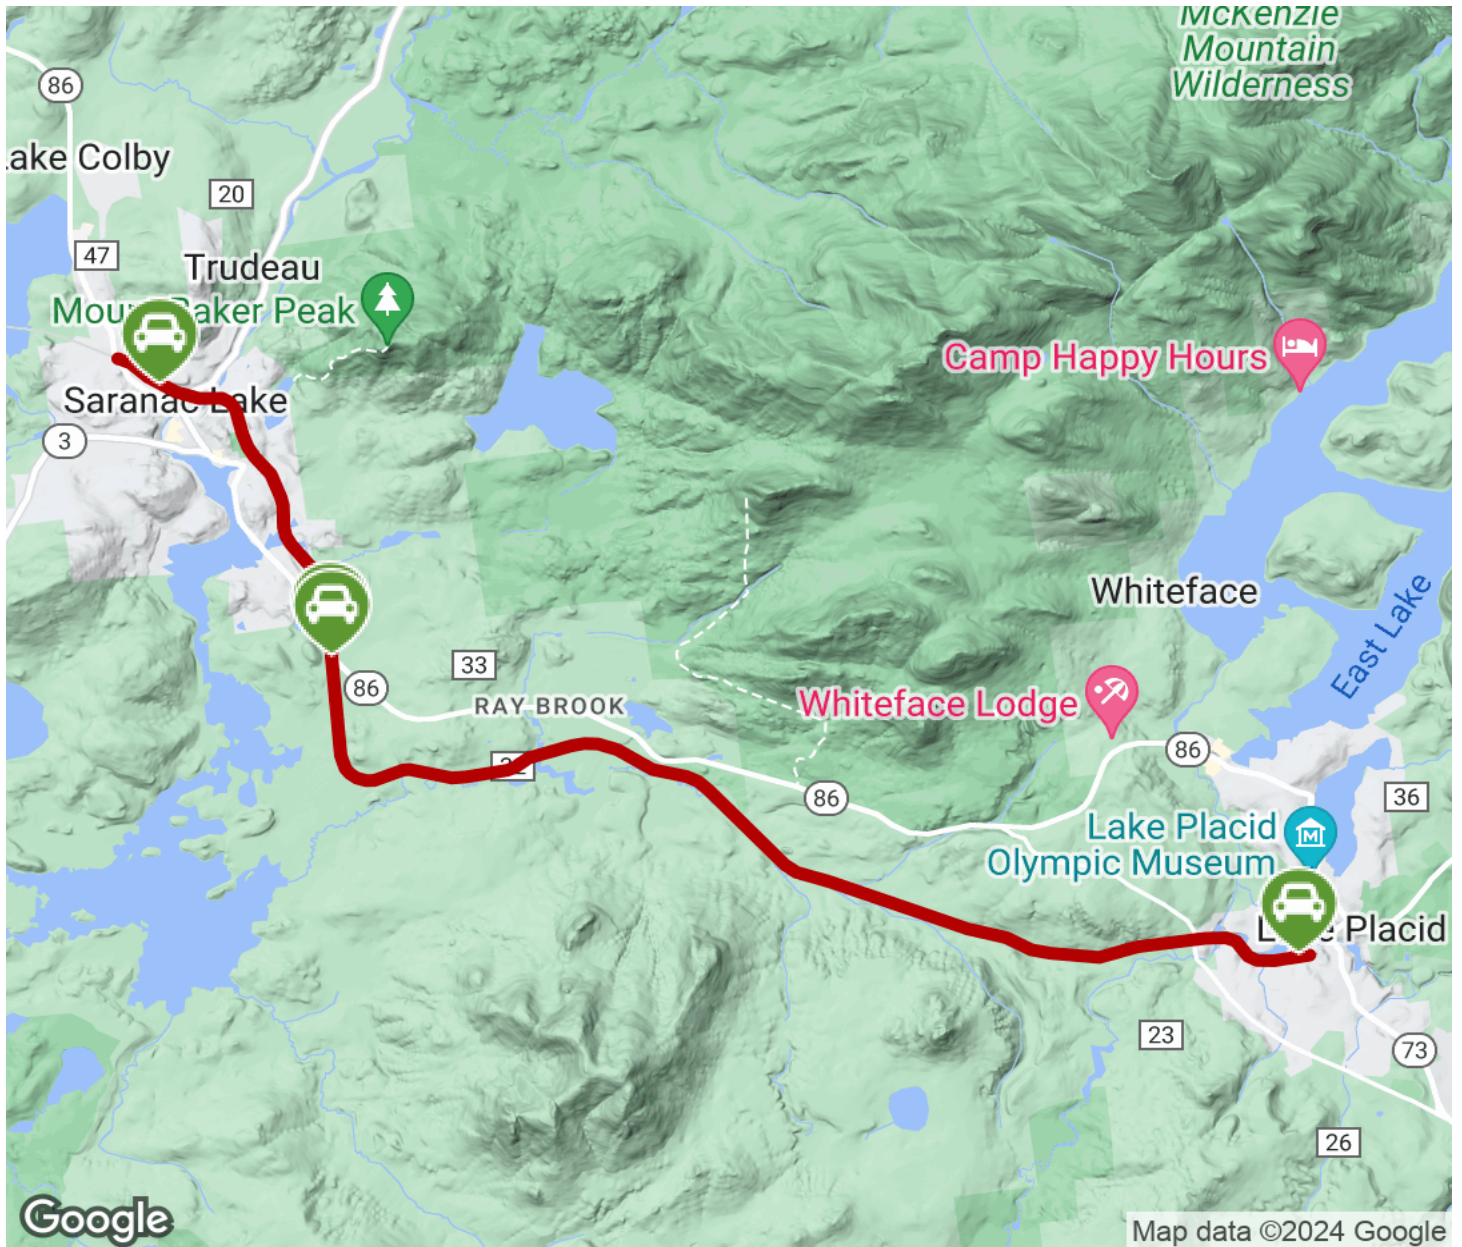 McKenzie
Mountain
Wilderness
86
Lake Colby
20
47
Trudeau
Mount Baker Peak
Camp Happy Hours
Saranac Lake
3
Whiteface
East Lake
33
86
RAY BROOK
Whiteface Lodge
86
86
36
Lake Placid
Olympic Museum
Lake Placid
23
73
26
Google
Map data ©2024 Google